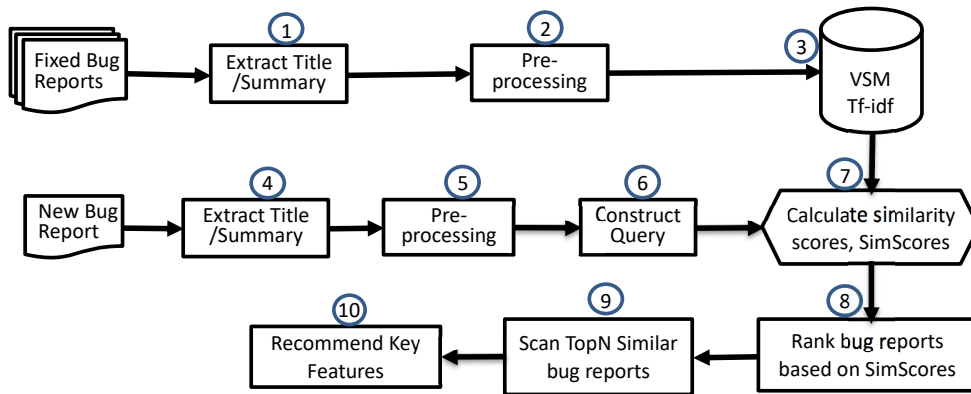 1
2
3
Fixed Bug
Reports
Extract Title
/Summary
Pre-
processing
VSM
Tf-idf
4
5
6
7
New Bug
Report
Extract Title
/Summary
Pre-
processing
Construct
Query
Calculate similarity
scores, SimScores
10
9
8
Recommend Key
Features
Scan TopN Similar
bug reports
Rank bug reports
based on SimScores